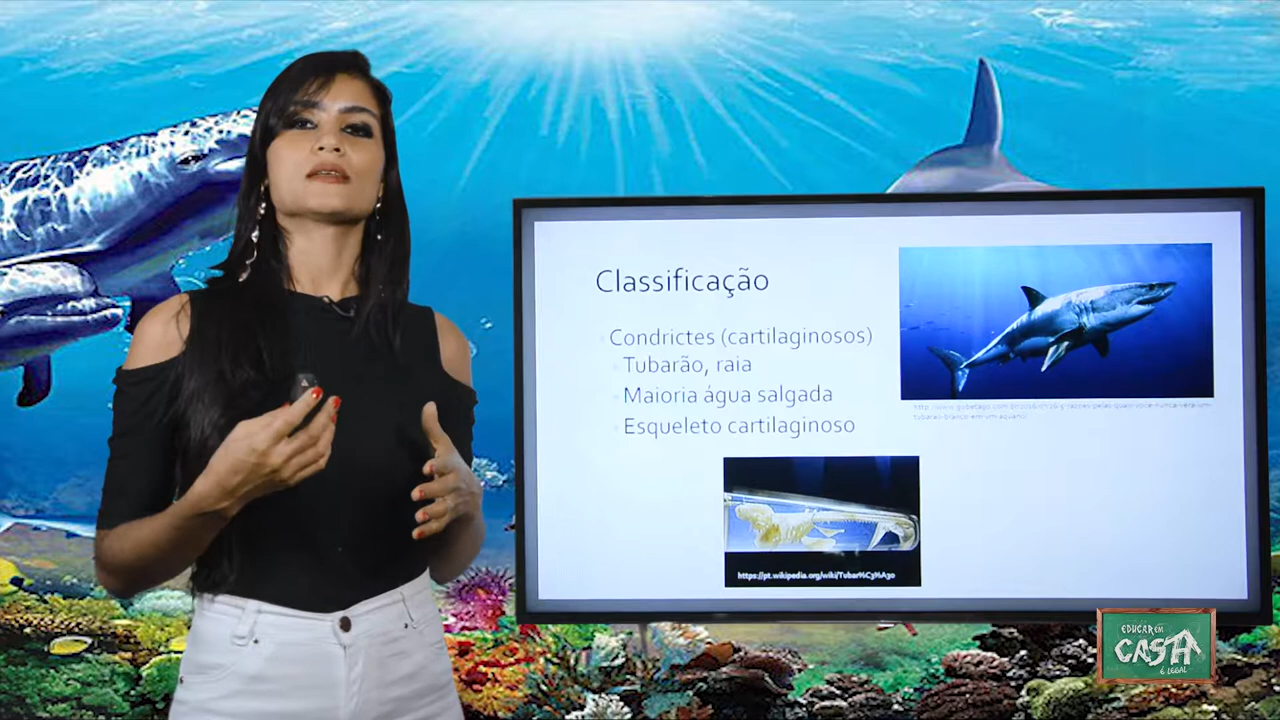 Classificação
Condrictes (cartilaginosos)
Tubarão, raia
Maioria água salgada
Esqueleto cartilaginoso
https://pt.wikipedia.org/wiki/Tubar%C3%A3o
EDUCAR EM
CASA
É LEGAL